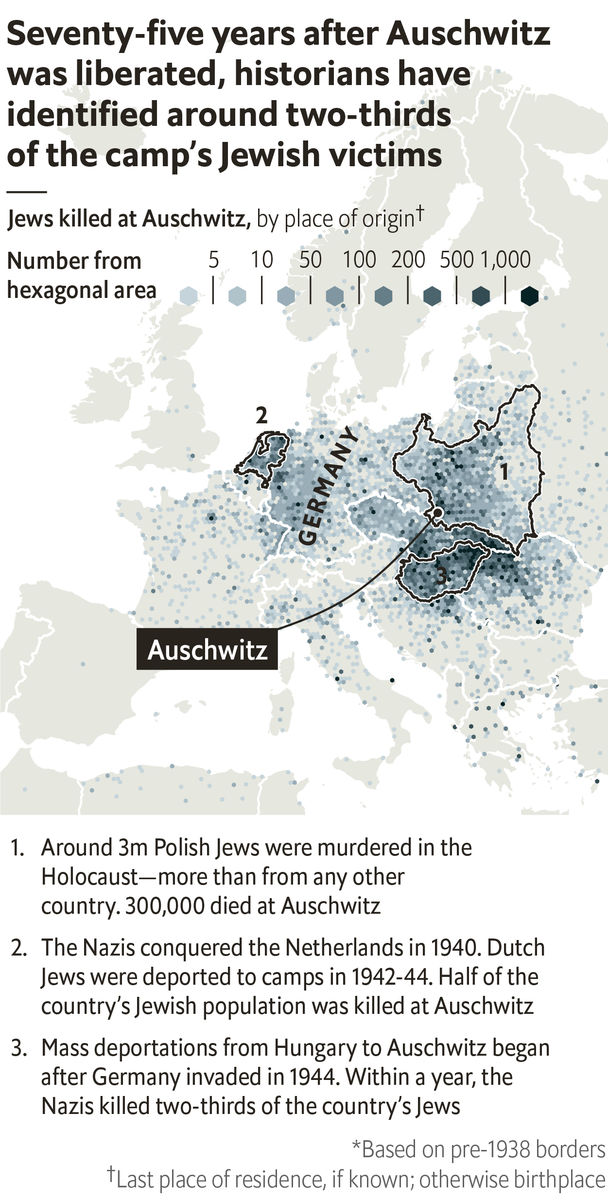 Seventy-five years after Auschwitz
was liberated, historians have
identified around two-thirds
of the camp's Jewish victims
Jews killed at Auschwitz, by place of origin†
Number from
hexagonal area
5 10 50 100 200 500 1,000
2
GERMANY
1
3
Auschwitz
1. Around 3m Polish Jews were murdered in the
Holocaust—more than from any other
country. 300,000 died at Auschwitz
2. The Nazis conquered the Netherlands in 1940. Dutch
Jews were deported to camps in 1942-44. Half of the
country's Jewish population was killed at Auschwitz
3. Mass deportations from Hungary to Auschwitz began
after Germany invaded in 1944. Within a year, the
Nazis killed two-thirds of the country's Jews
*Based on pre-1938 borders
†Last place of residence, if known; otherwise birthplace